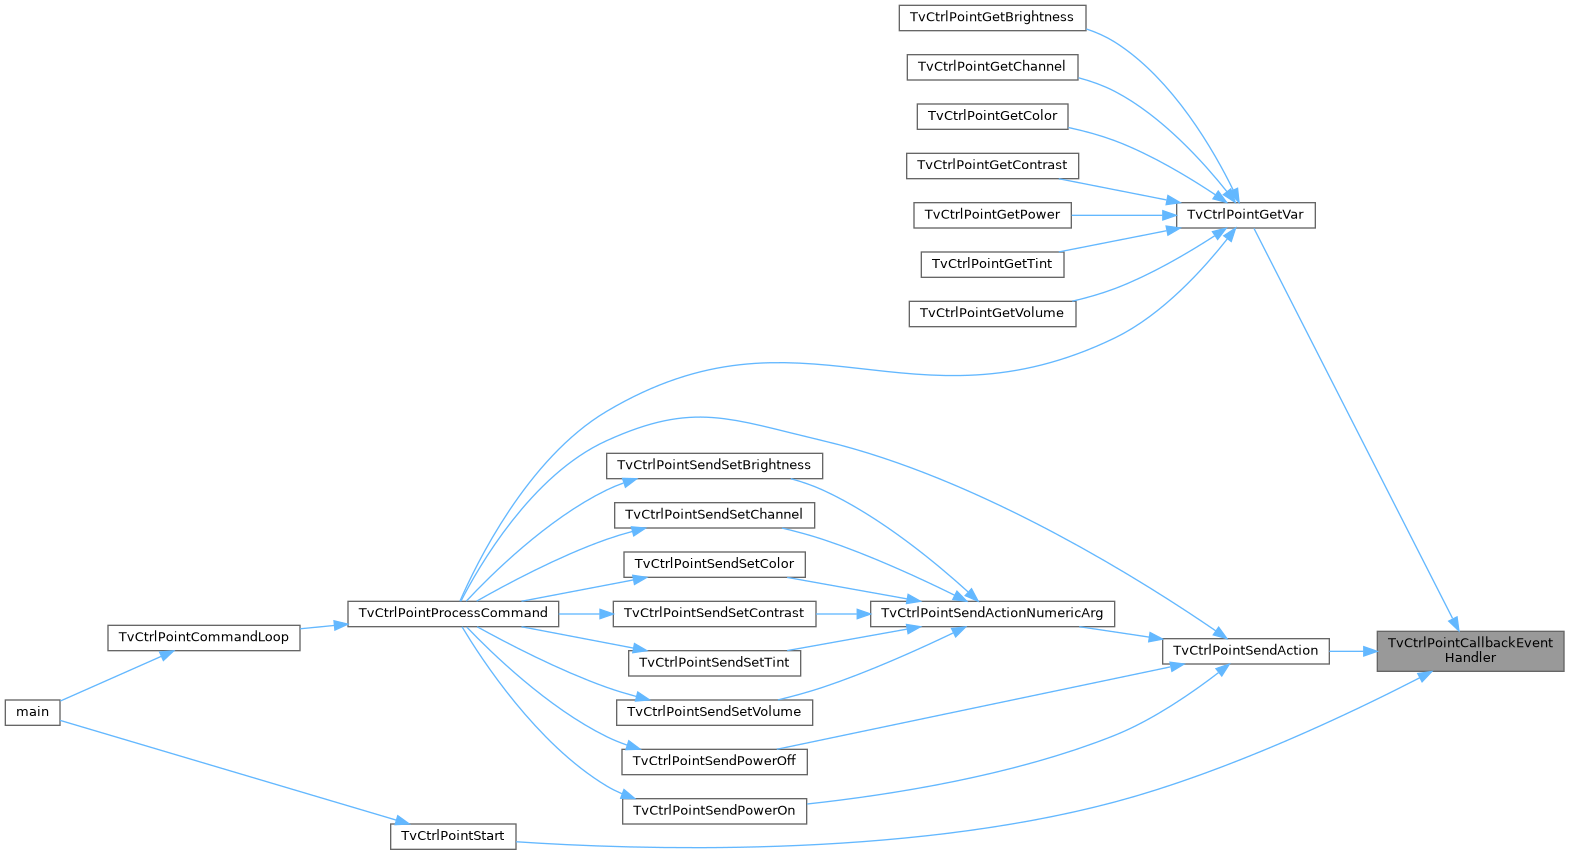 TvCtrlPointGetBrightness
TvCtrlPointGetChannel
TvCtrlPointGetColor
TvCtrlPointGetContrast
TvCtrlPointGetPower
TvCtrlPointGetVar
TvCtrlPointGetTint
TvCtrlPointGetVolume
TvCtrlPointSendSetBrightness
TvCtrlPointSendSetChannel
TvCtrlPointSendSetColor
TvCtrlPointProcessCommand
TvCtrlPointSendSetContrast
TvCtrlPointSendActionNumericArg
TvCtrlPointCommandLoop
TvCtrlPointSendSetTint
TvCtrlPointSendAction
TvCtrlPointCallbackEvent
Handler
main
TvCtrlPointSendSetVolume
TvCtrlPointSendPowerOff
TvCtrlPointSendPowerOn
TvCtrlPointStart